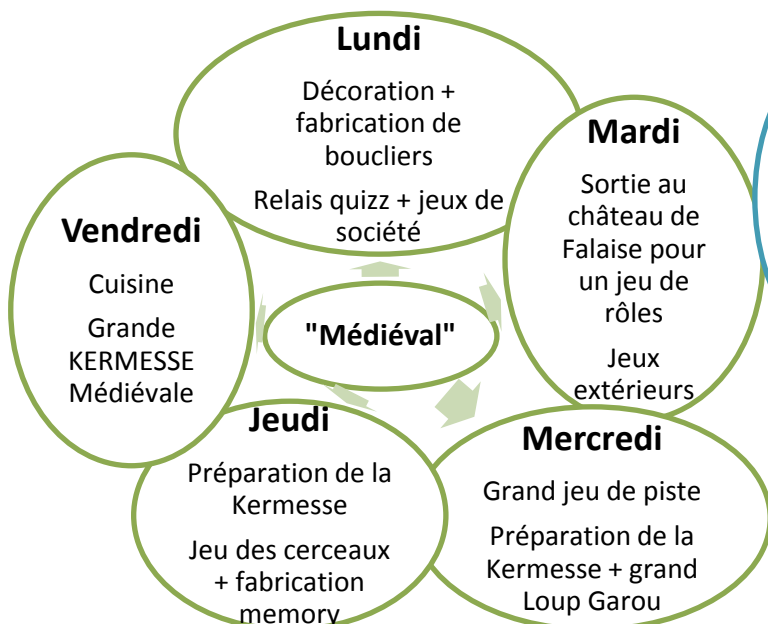 Lundi
Décoration +
fabrication de
boucliers
Relais quizz + jeux de
société
Mardi
Sortie au
château de
Falaise pour
un jeu de
rôles
Jeux
extérieurs
Mercredi
Grand jeu de piste
Préparation de la
Kermesse + grand
Loup Garou
Jeudi
Préparation de la
Kermesse
Jeu des cerceaux
+ fabrication
memory
Vendredi
Cuisine
Grande
KERMESSE
Médiévale
"Médiéval"